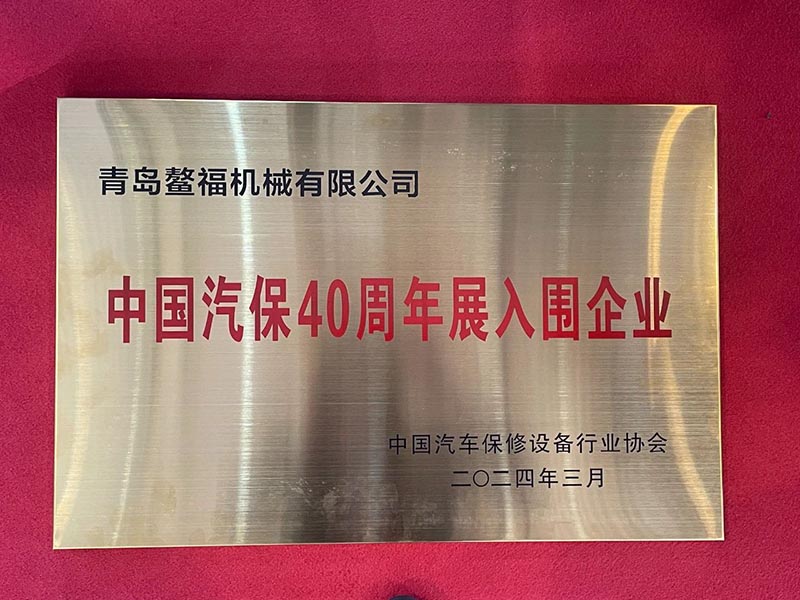 青岛鳌福机械有限公司
中国汽保40周年展入围企业
中国汽车保修设备行业协会
二〇二四年三月